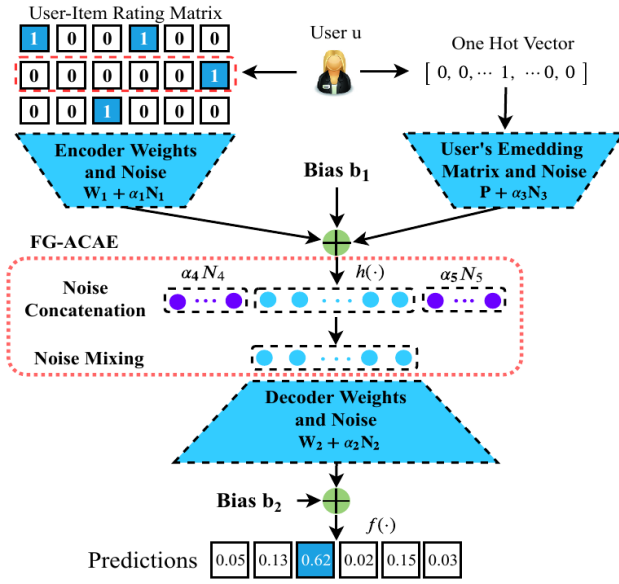 User-Item Rating Matrix
User u
One Hot Vector
1 0 0 1 0 0
0 0 0 0 0 1
0 0 1 0 0 0
[ 0, 0, ⋯ 1, ⋯ 0, 0 ]
Encoder Weights
and Noise
W₁ + α₁N₁
Bias b₁
User's Emedding
Matrix and Noise
P + α₃N₃
FG-ACAE
h(·)
α₄N₄
α₅N₅
Noise
Concatenation
Noise Mixing
Decoder Weights
and Noise
W₂ + α₂N₂
Bias b₂
f(·)
Predictions
0.05 0.13 0.62 0.02 0.15 0.03